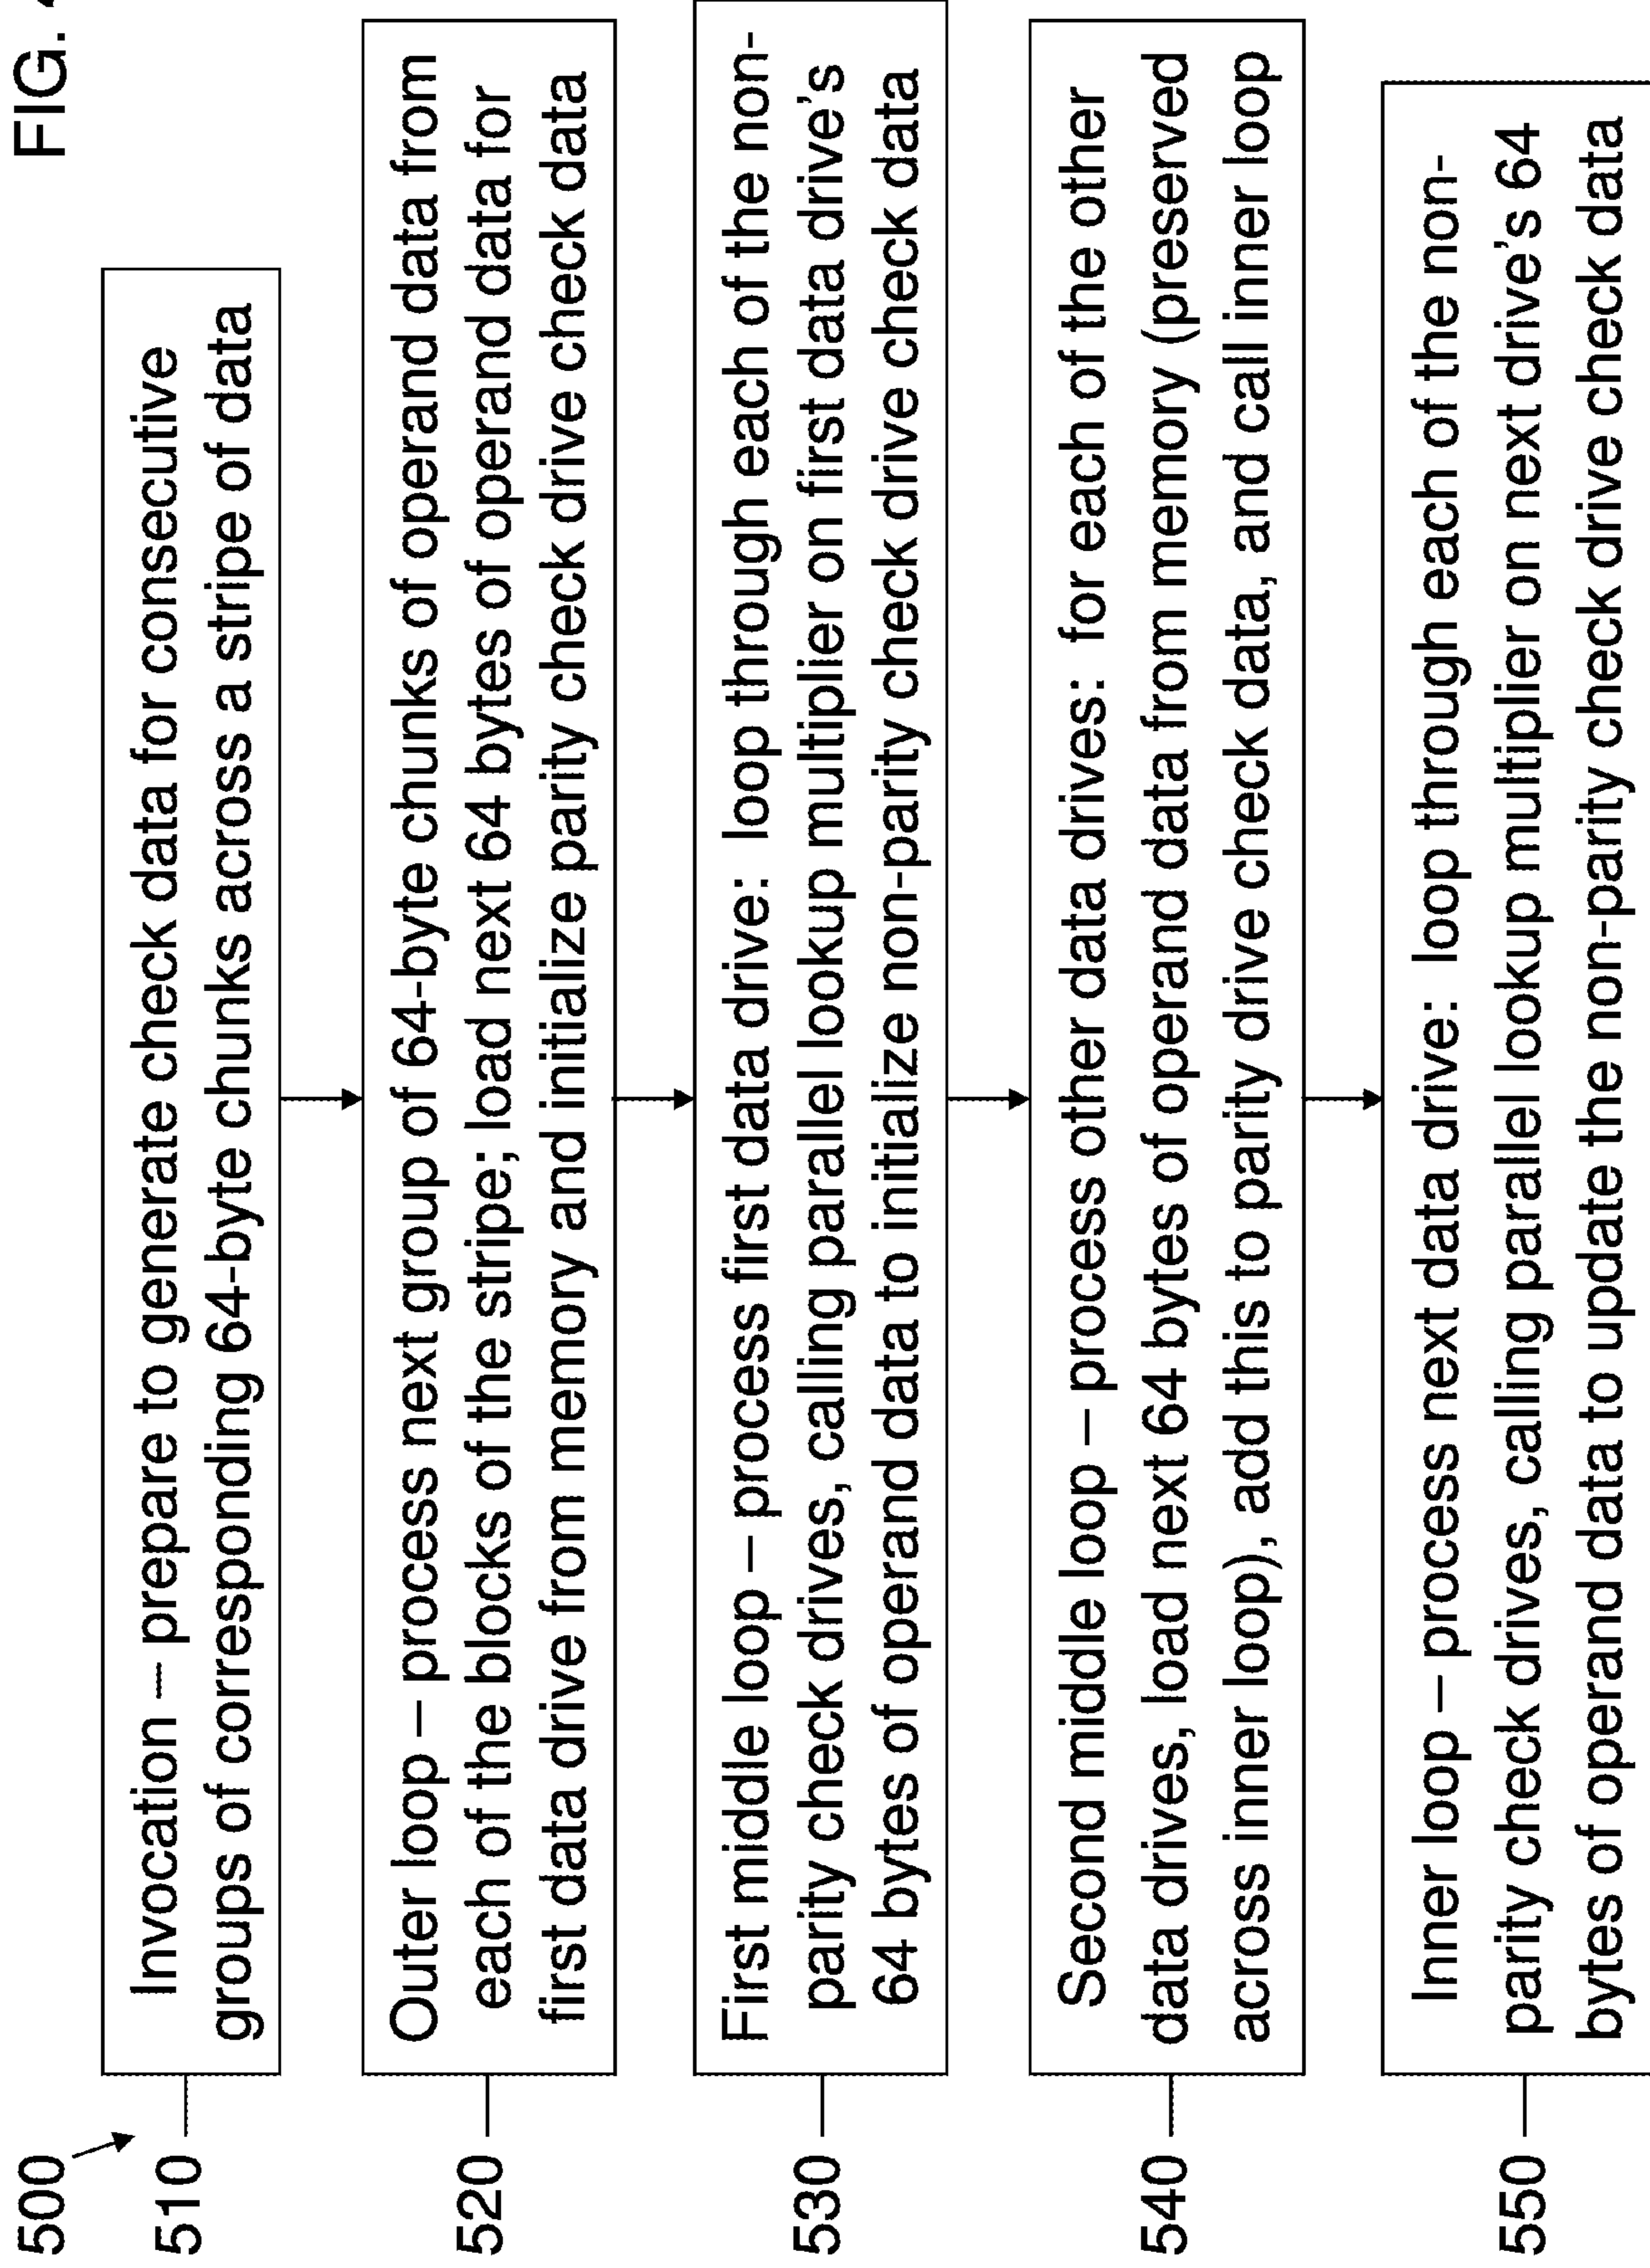 FIG.
500
510
Invocation – prepare to generate check data for consecutive
groups of corresponding 64-byte chunks across a stripe of data
520
Outer loop – process next group of 64-byte chunks of operand data from
each of the blocks of the stripe; load next 64 bytes of operand data for
first data drive from memory and initialize parity check drive check data
530
First middle loop – process first data drive: loop through each of the non-
parity check drives, calling parallel lookup multiplier on first data drive's
64 bytes of operand data to initialize non-parity check drive check data
540
Second middle loop – process other data drives: for each of the other
data drives, load next 64 bytes of operand data from memory (preserved
across inner loop), add this to parity drive check data, and call inner loop
550
Inner loop – process next data drive: loop through each of the non-
parity check drives, calling parallel lookup multiplier on next drive's 64
bytes of operand data to update the non-parity check drive check data